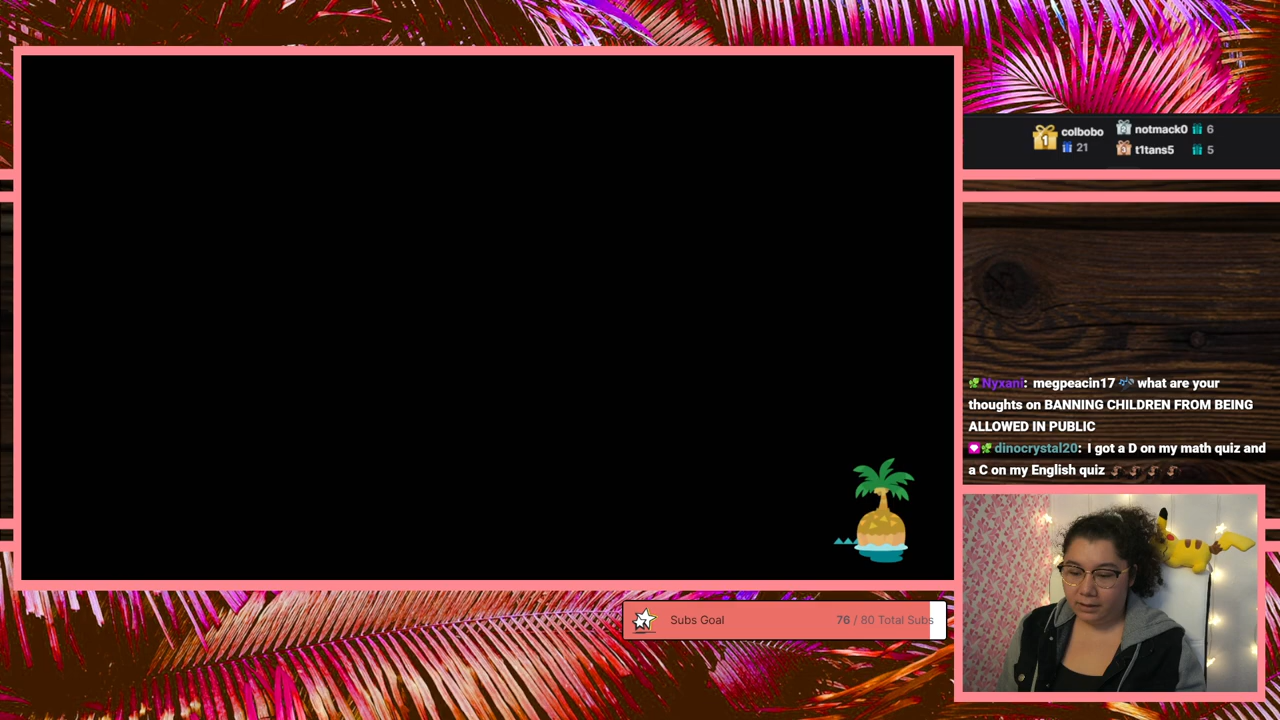 colbobo
21
notmack0 6
t1tans5 5
1
Nyxani: megpeacin17 what are your
thoughts on BANNING CHILDREN FROM BEING
ALLOWED IN PUBLIC
dinocrystal20: I got a D on my math quiz and
a C on my English quiz
Subs Goal 76 / 80 Total Subs